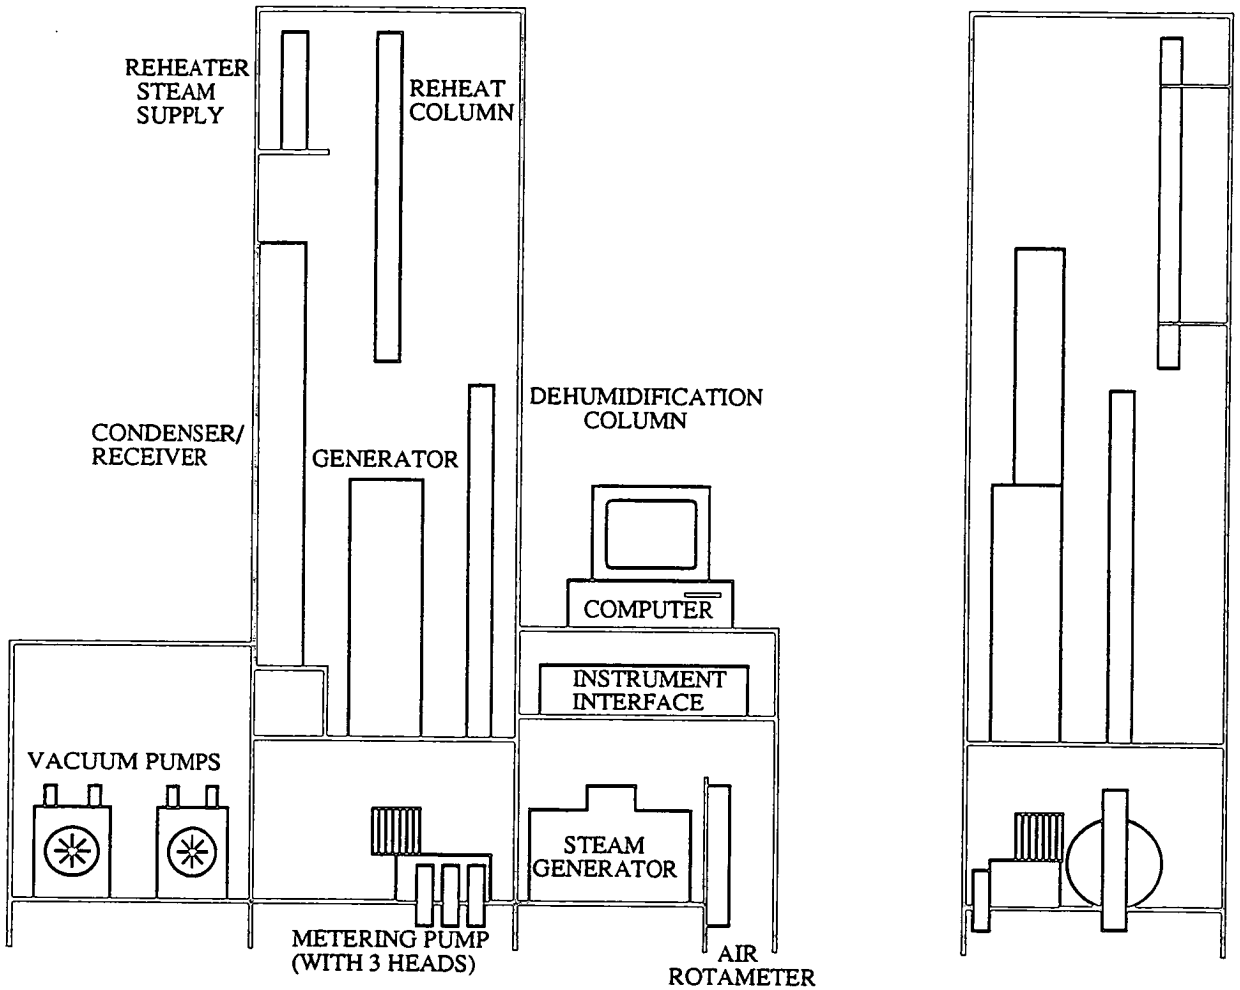 REHEATER
STEAM
SUPPLY
REHEAT
COLUMN
DEHUMIDIFICATION
COLUMN
CONDENSER/
RECEIVER
GENERATOR
COMPUTER
INSTRUMENT
INTERFACE
VACUUM PUMPS
STEAM
GENERATOR
METERING PUMP
(WITH 3 HEADS)
AIR
ROTAMETER